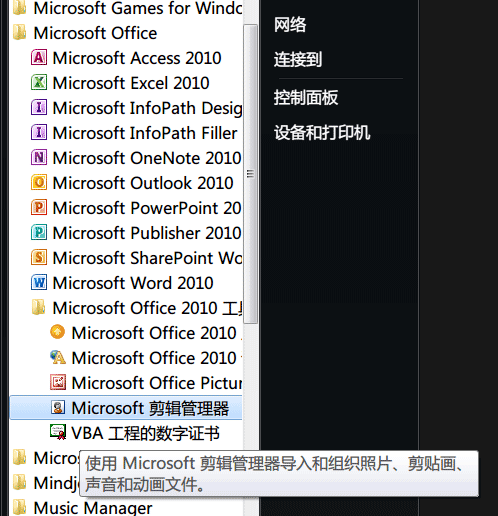 Microsoft Games for Windo
Microsoft Office
Microsoft Access 2010
Microsoft Excel 2010
Microsoft InfoPath Desig
Microsoft InfoPath Filler
Microsoft OneNote 2010
Microsoft Outlook 2010
Microsoft PowerPoint 20
Microsoft Publisher 2010
Microsoft SharePoint Wo
Microsoft Word 2010
Microsoft Office 2010 工具
Microsoft Office 2010
Microsoft Office 2010
Microsoft Office Pictur
Microsoft 剪辑管理器
VBA 工程的数字证书
Micros
Mindj
Music Manager
使用 Microsoft 剪辑管理器导入和组织照片、剪贴画、
声音和动画文件。
网络
连接到
控制面板
设备和打印机